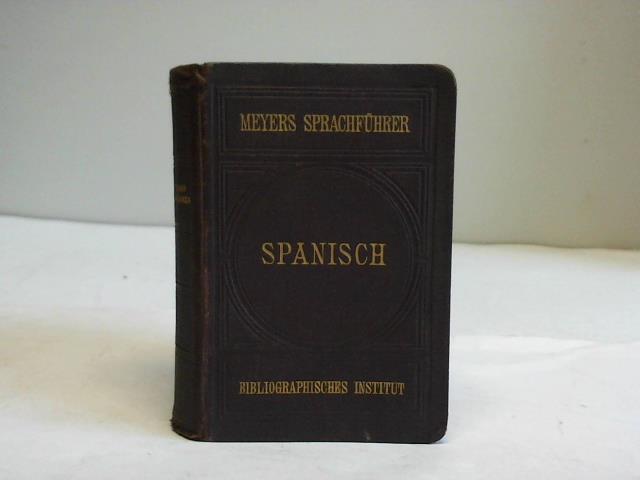 MEYERS SPRACHFÜHRER
SPANISCH
BIBLIOGRAPHISCHES INSTITUT